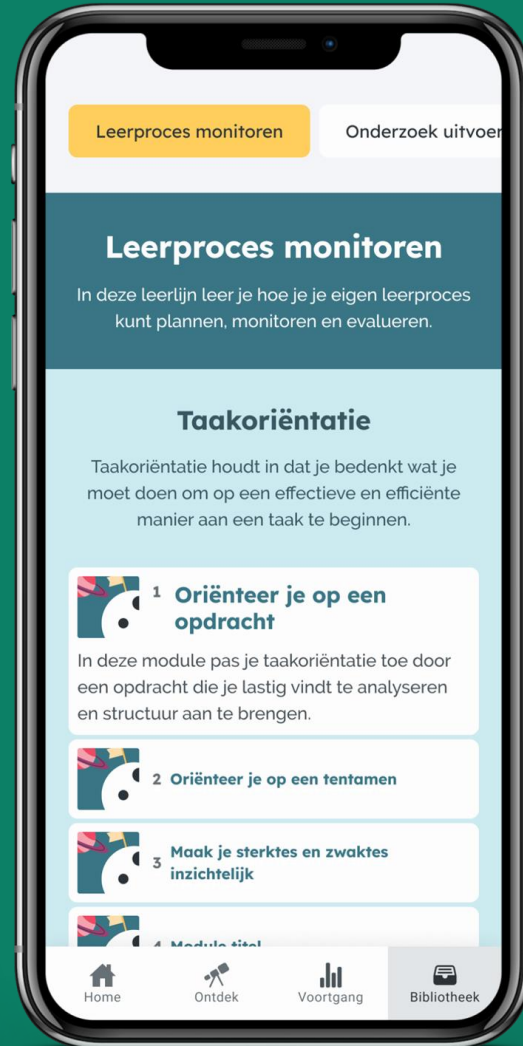 Leerproces monitoren
Onderzoek uitvoer
Leerproces monitoren
In deze leerlijn leer je hoe je je eigen leerproces
kunt plannen, monitoren en evalueren.
Taakoriëntatie
Taakoriëntatie houdt in dat je bedenkt wat je
moet doen om op een effectieve en efficiënte
manier aan een taak te beginnen.
1 Oriënteer je op een
opdracht
In deze module pas je taakoriëntatie toe door
een opdracht die je lastig vindt te analyseren
en structuur aan te brengen.
2 Oriënteer je op een tentamen
3 Maak je sterktes en zwaktes
inzichtelijk
4 Module titel
Home
Ontdek
Voortgang
Bibliotheek